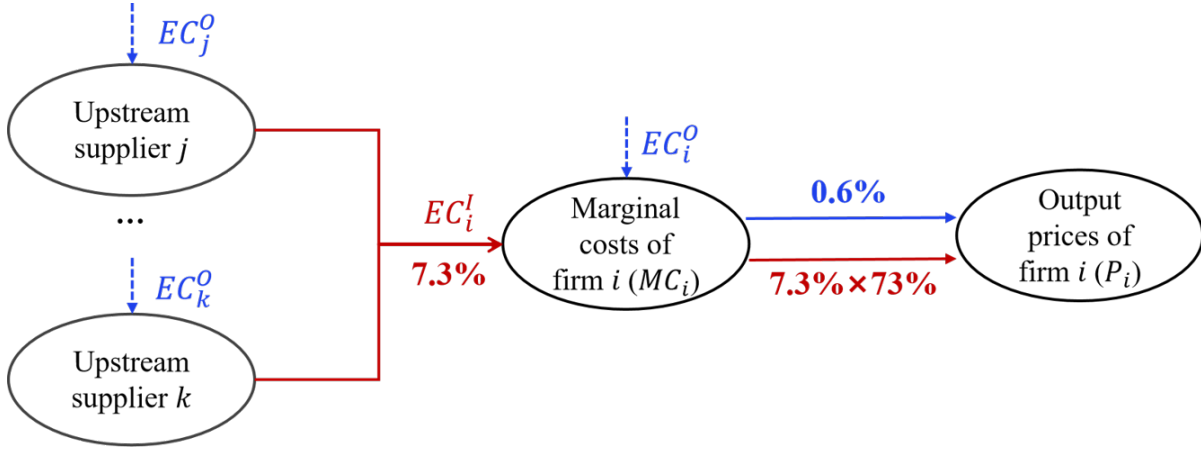 EC_j^O
Upstream
supplier j
...
EC_k^O
Upstream
supplier k
EC_i^I
7.3%
EC_i^O
Marginal
costs of
firm i (MC_i)
0.6%
7.3%×73%
Output
prices of
firm i (P_i)